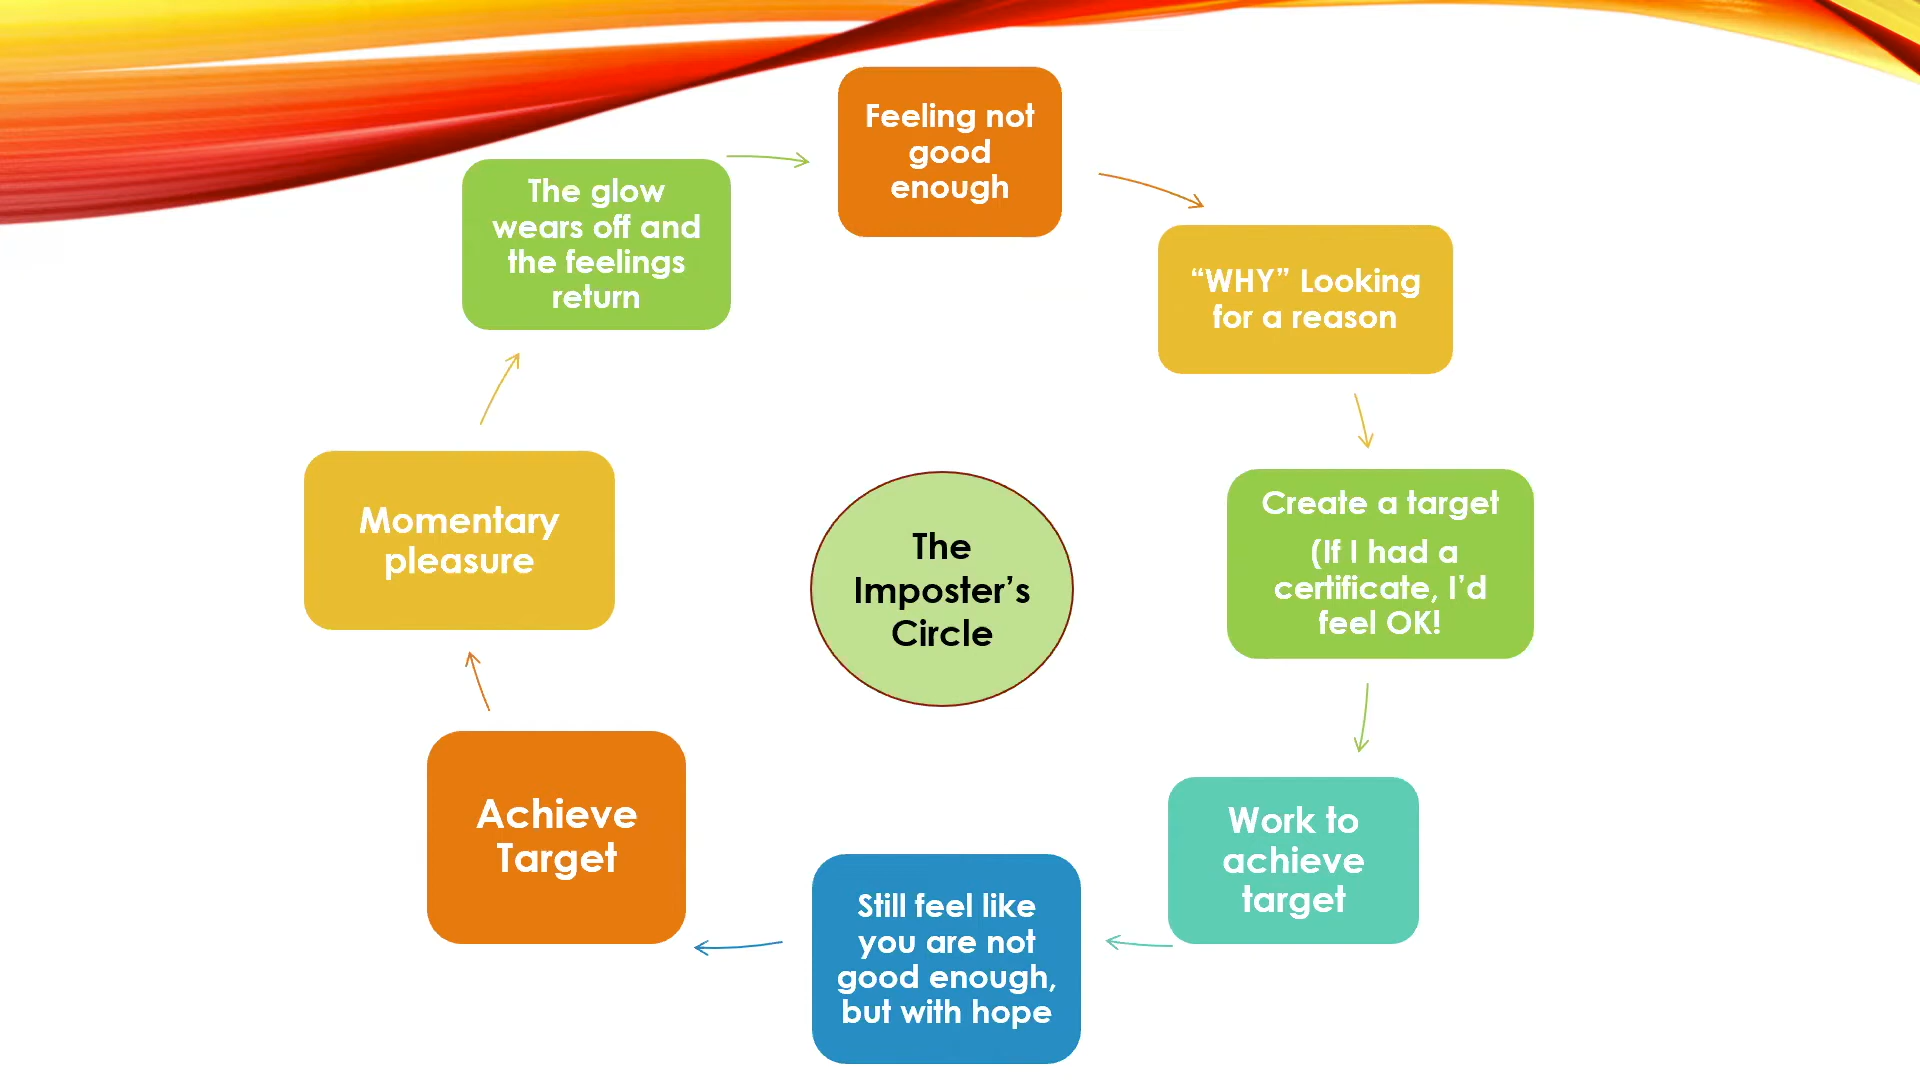 Feeling not
good
enough
“WHY” Looking
for a reason
Create a target
(If I had a
certificate, I’d
feel OK!
Work to
achieve
target
Still feel like
you are not
good enough,
but with hope
Achieve
Target
Momentary
pleasure
The glow
wears off and
the feelings
return
The
Imposter’s
Circle